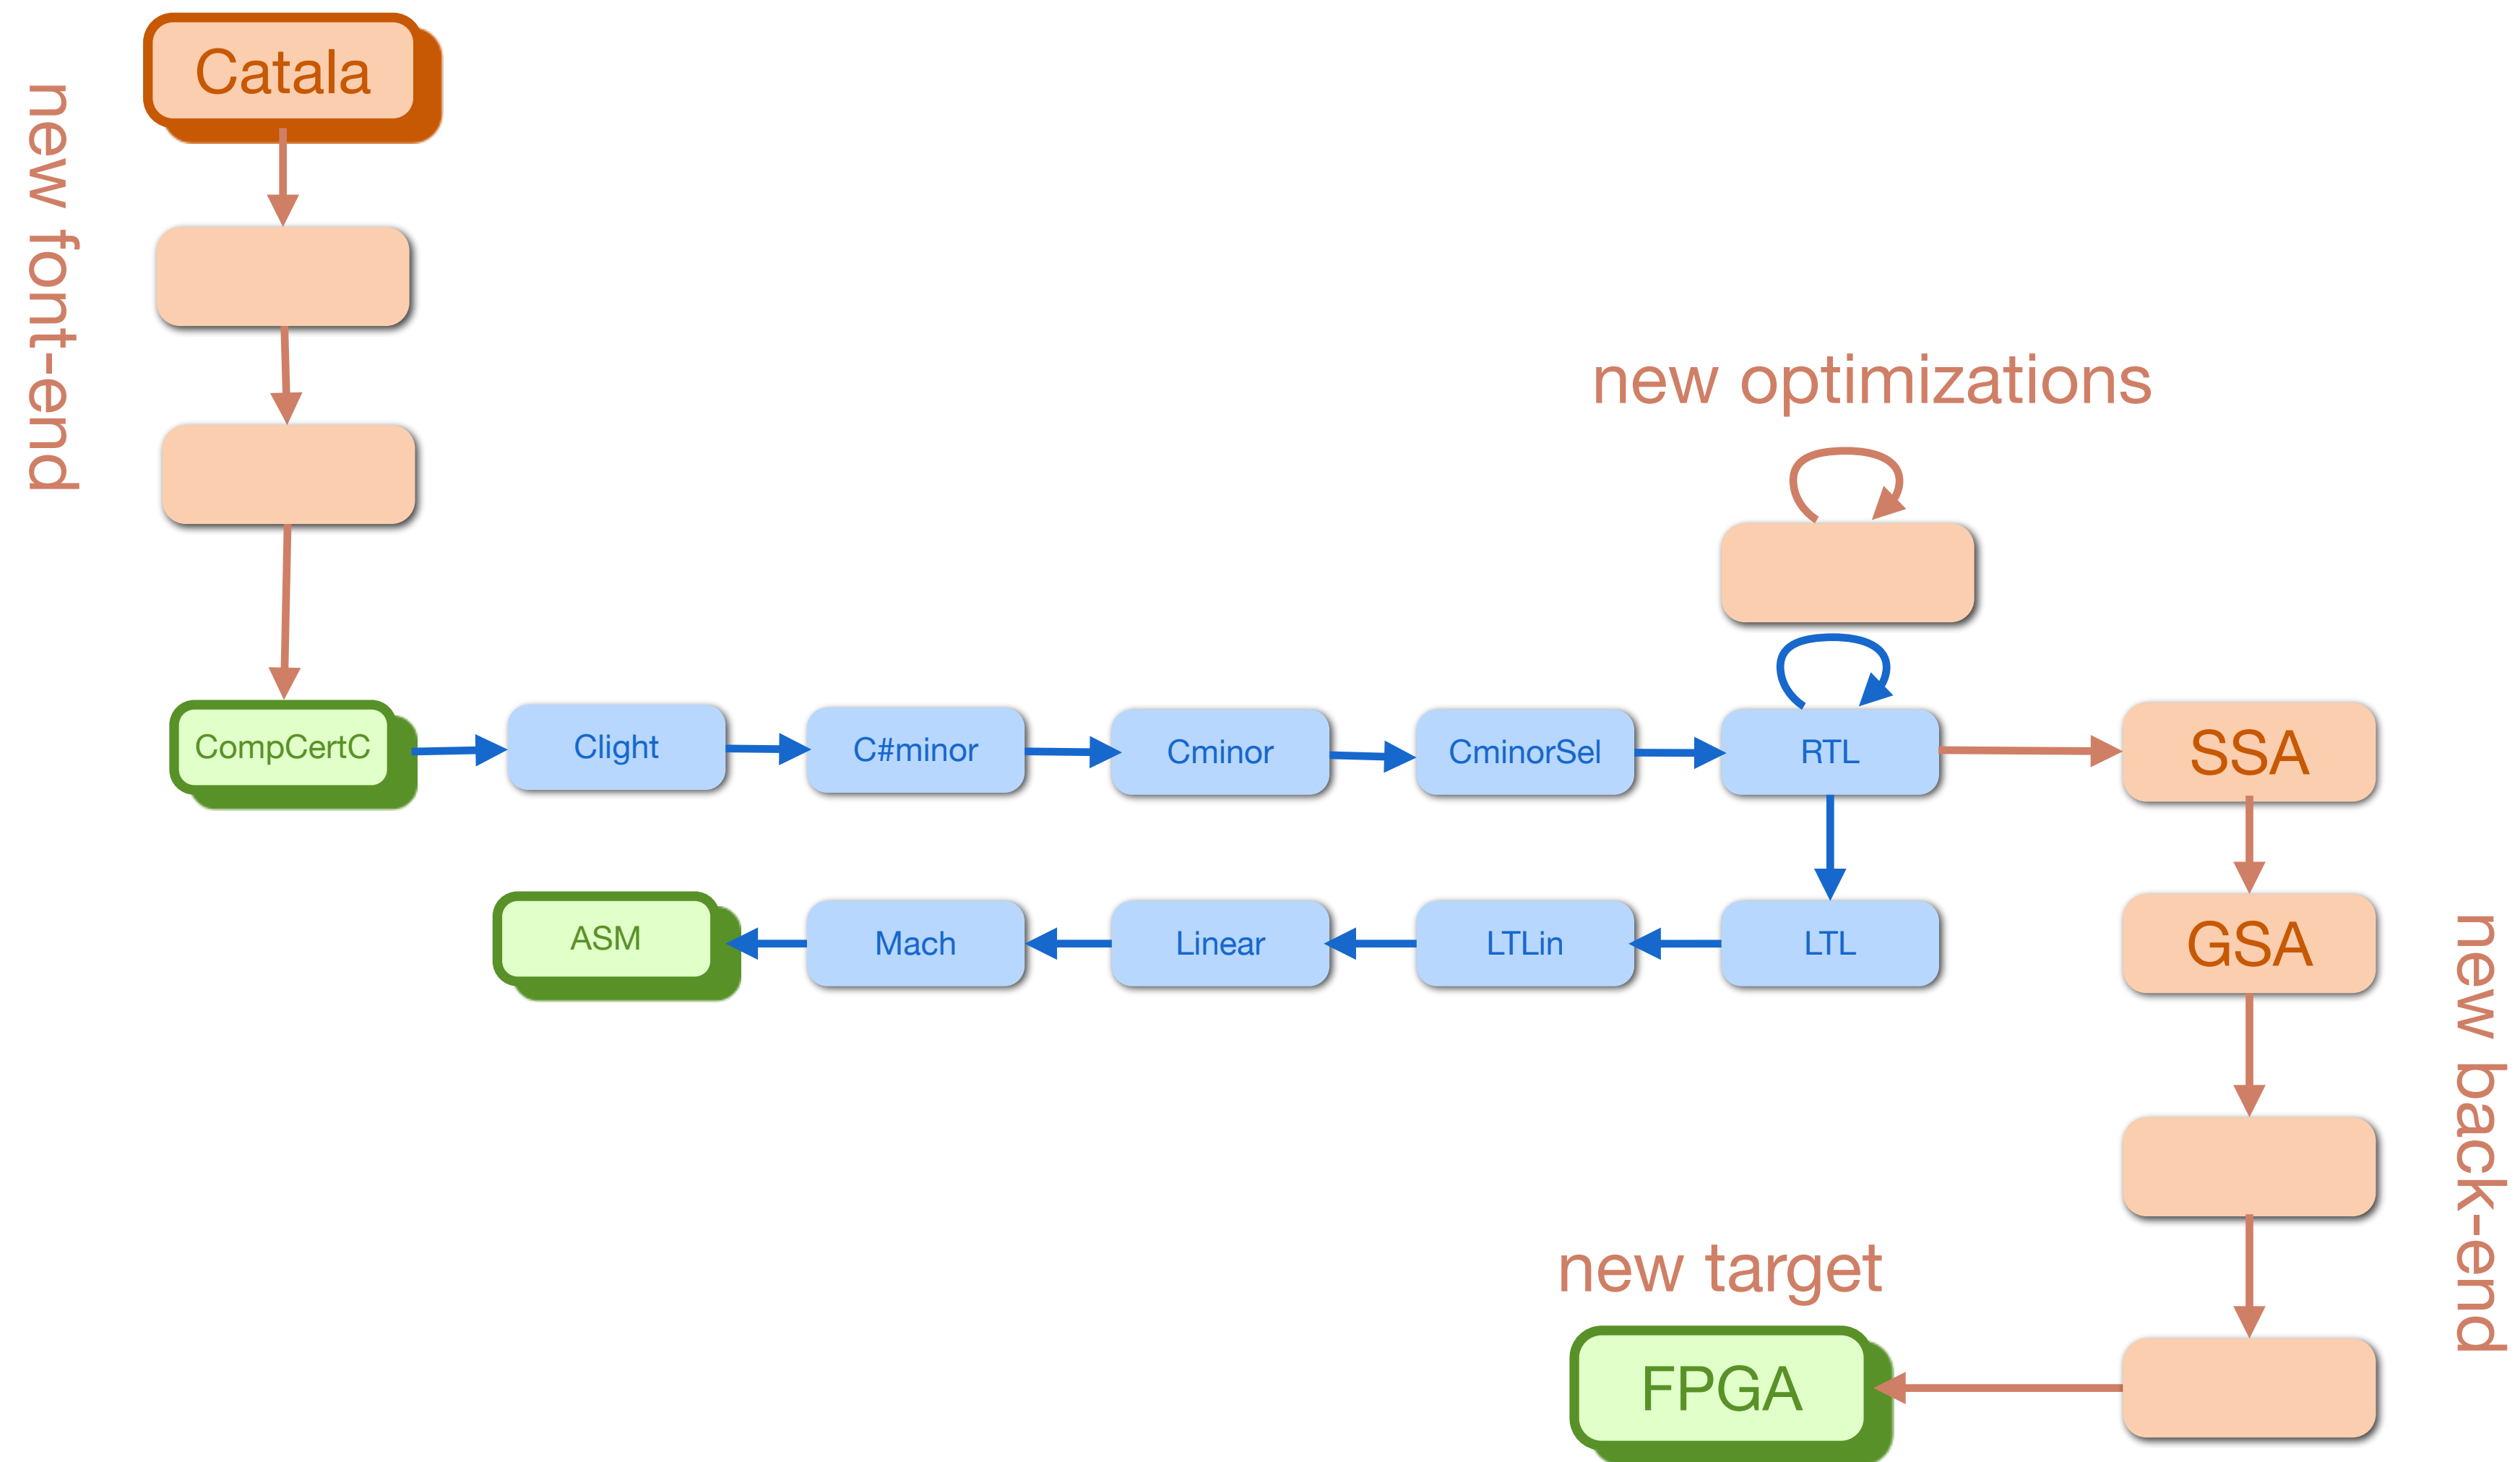 Catala
new font-end
new optimizations
CompCertC
Clight
C#minor
Cminor
CminorSel
RTL
SSA
ASM
Mach
Linear
LTLin
LTL
GSA
new back-end
new target
FPGA